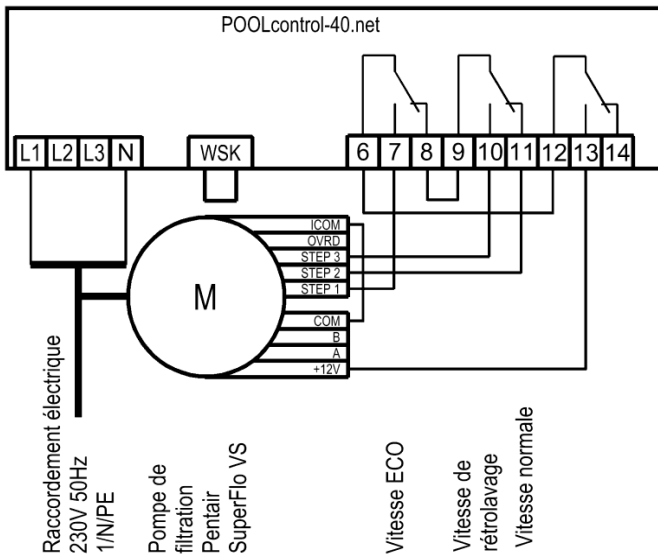 POOLcontrol-40.net
L1 L2 L3 N
WSK
6 7 8 9 10 11 12 13 14
ICOM
OVRD
STEP 3
STEP 2
STEP 1
M
COM
B
A
+12V
Raccordement électrique
230V 50Hz
1/N/PE
Pompe de
filtration
Pentair
SuperFlo VS
Vitesse ECO
Vitesse de
rétrolavage
Vitesse normale